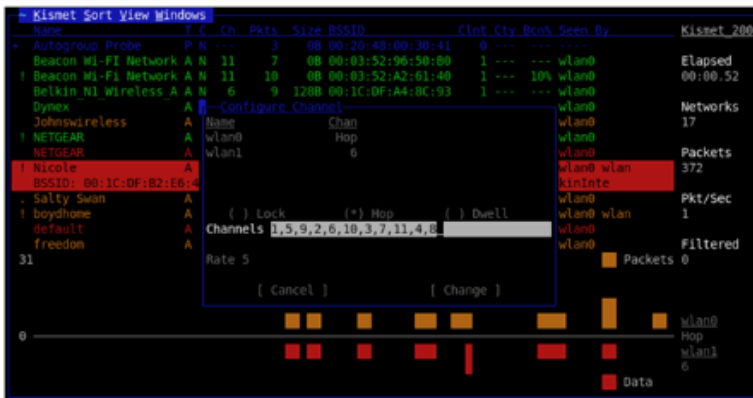 ~ Kismet Sort View Windows
Name T C Ch Pkts Size BSSID Clnt Cty Bcn% Seen By Kismet_200
Autogroup Probe P N --- 3 0B 00:20:48:00:30:41 0 --- --- ----
Beacon Wi-FI Network A N 11 7 0B 00:03:52:96:50:B0 1 --- --- wlan0 Elapsed
! Beacon Wi-Fi Network A N 11 10 0B 00:03:52:A2:61:40 1 --- 10% wlan0 00:00.52
Belkin_N1_Wireless_A A N 6 9 128B 00:1C:DF:A4:8C:93 1 --- --- wlan0
Dynex A Configure Channel wlan0 Networks
Johnswireless A Name Chan wlan0 17
! NETGEAR A wlan0 Hop wlan0
NETGEAR A wlan1 6 wlan0 Packets
! Nicole A wlan0 wlan 372
BSSID: 00:1C:DF:B2:E6:4 kinInte
. Salty Swan A wlan0 Pkt/Sec
! boydhome A ( ) Lock (*) Hop ( ) Dwell wlan0 wlan 1
default A Channels 1,5,9,2,6,10,3,7,11,4,8_ wlan0
freedom A wlan0 Filtered
31 Rate 5 Packets 0
[ Cancel ] [ Change ]
wlan0
0 Hop
wlan1
6
Data